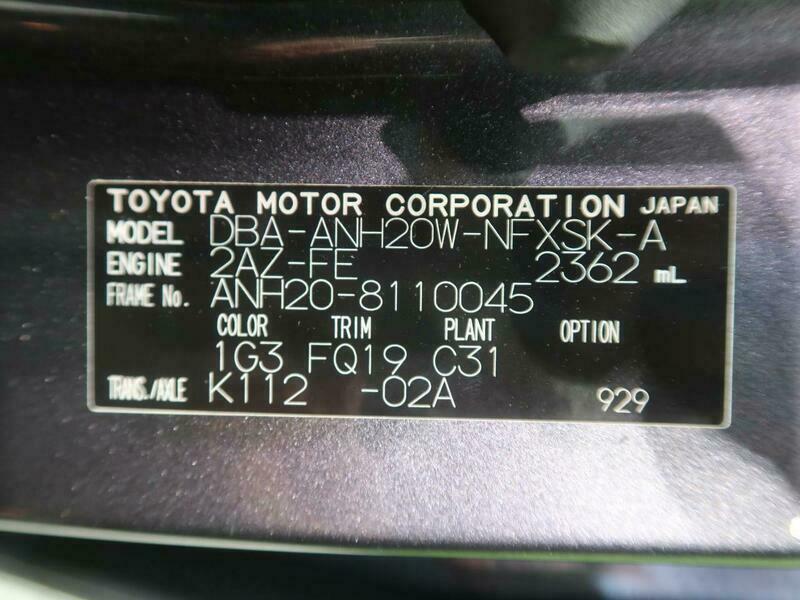 TOYOTA MOTOR CORPORATION JAPAN
MODEL DBA-ANH20W-NFXSK-A
ENGINE 2AZ-FE 2362 mL
FRAME No. ANH20-8110045
COLOR TRIM PLANT OPTION
1G3 FQ19 C31
TRANS./AXLE K112 -02A 929